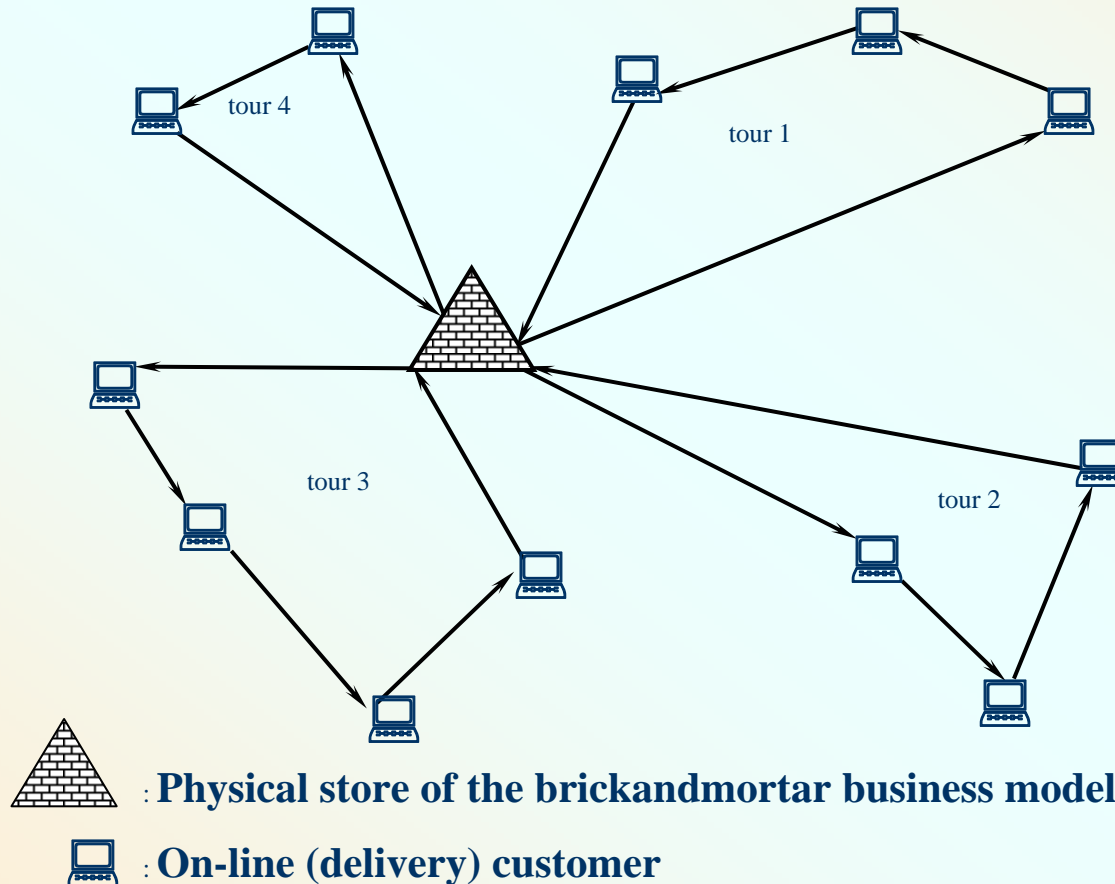 tour 4
tour 1
tour 3
tour 2
: Physical store of the brickandmortar business model
: On-line (delivery) customer